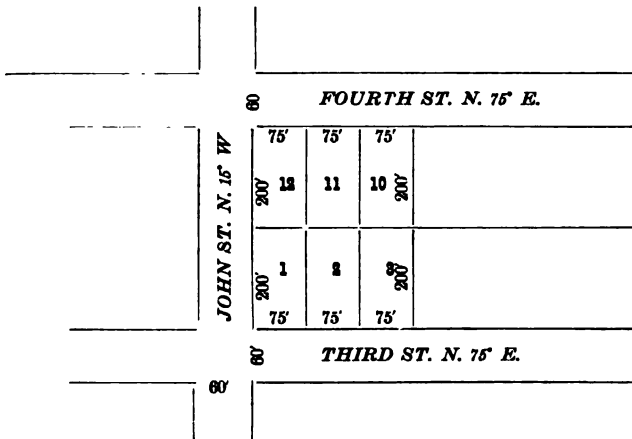 60 FOURTH ST. N. 75° E.
75' 75' 75'
JOHN ST. N. 15° W
200' 12 11 10 200'
200' 1 2 3 200'
75' 75' 75'
60' THIRD ST. N. 75° E.
60'